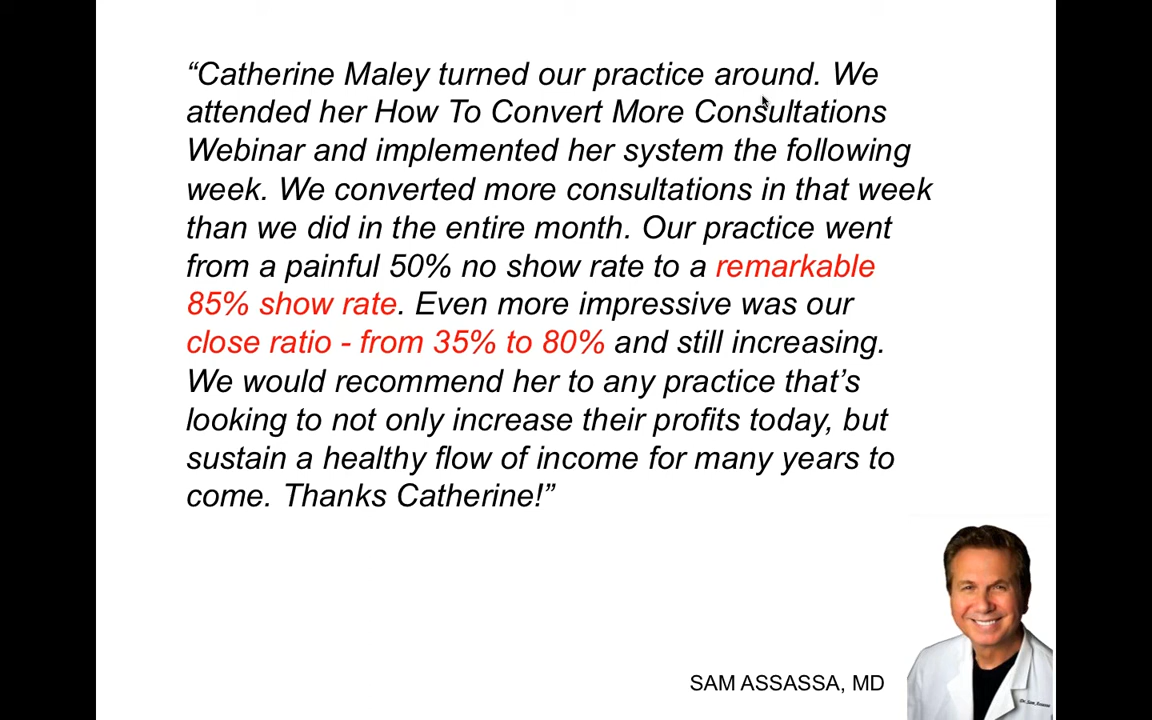 “Catherine Maley turned our practice around. We
attended her How To Convert More Consultations
Webinar and implemented her system the following
week. We converted more consultations in that week
than we did in the entire month. Our practice went
from a painful 50% no show rate to a remarkable
85% show rate. Even more impressive was our
close ratio - from 35% to 80% and still increasing.
We would recommend her to any practice that’s
looking to not only increase their profits today, but
sustain a healthy flow of income for many years to
come. Thanks Catherine!”
SAM ASSASSA, MD